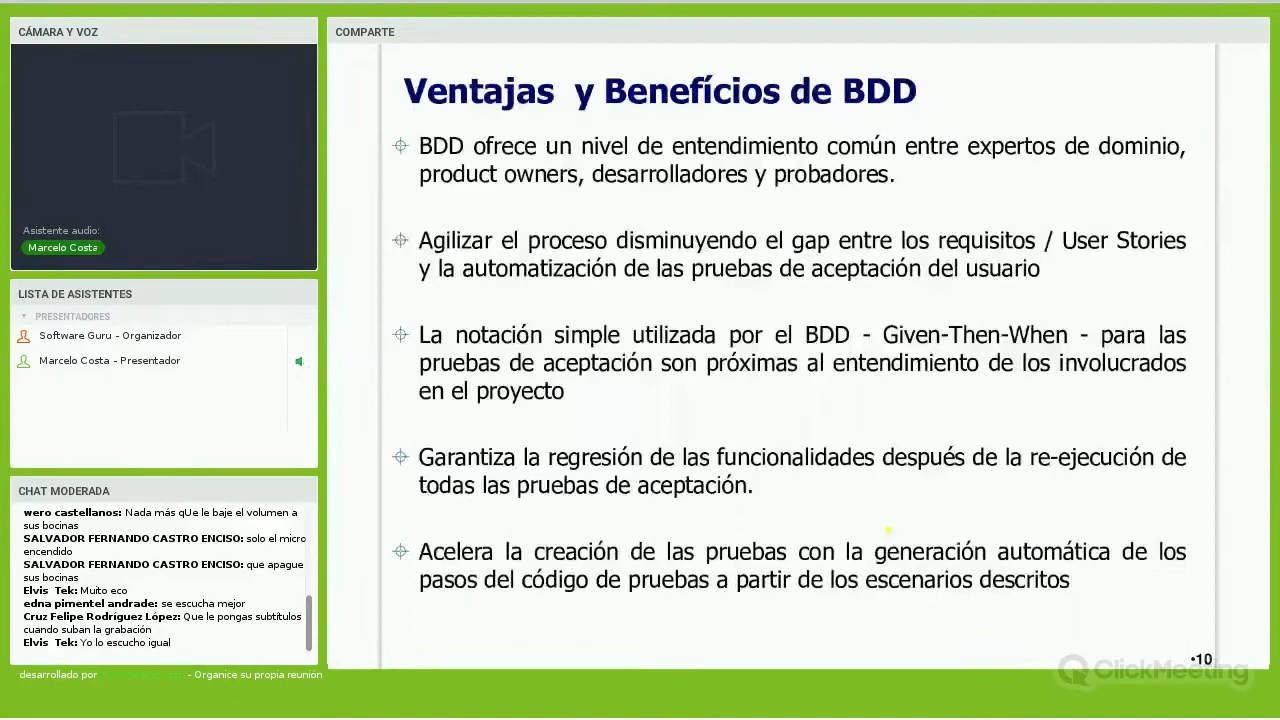 CÁMARA Y VOZ
Asistente audio:
Marcelo Costa
LISTA DE ASISTENTES
PRESENTADORES
Software Guru - Organizador
Marcelo Costa - Presentador
CHAT MODERADA
wero castellanos: Nada más qUe le baje el volumen a
sus bocinas
SALVADOR FERNANDO CASTRO ENCISO: solo el micro
encendido
SALVADOR FERNANDO CASTRO ENCISO: que apague
sus bocinas
Elvis Tek: Muito eco
edna pimentel andrade: se escucha mejor
Cruz Felipe Rodríguez López: Que le pongas subtítulos
cuando suban la grabación
Elvis Tek: Yo lo escucho igual
desarrollado por - Organice su propia reunión
COMPARTE
Ventajas y Benefícios de BDD
BDD ofrece un nivel de entendimiento común entre expertos de dominio,
product owners, desarrolladores y probadores.
Agilizar el proceso disminuyendo el gap entre los requisitos / User Stories
y la automatización de las pruebas de aceptación del usuario
La notación simple utilizada por el BDD - Given-Then-When - para las
pruebas de aceptación son próximas al entendimiento de los involucrados
en el proyecto
Garantiza la regresión de las funcionalidades después de la re-ejecución de
todas las pruebas de aceptación.
Acelera la creación de las pruebas con la generación automática de los
pasos del código de pruebas a partir de los escenarios descritos
•10
ClickMeeting